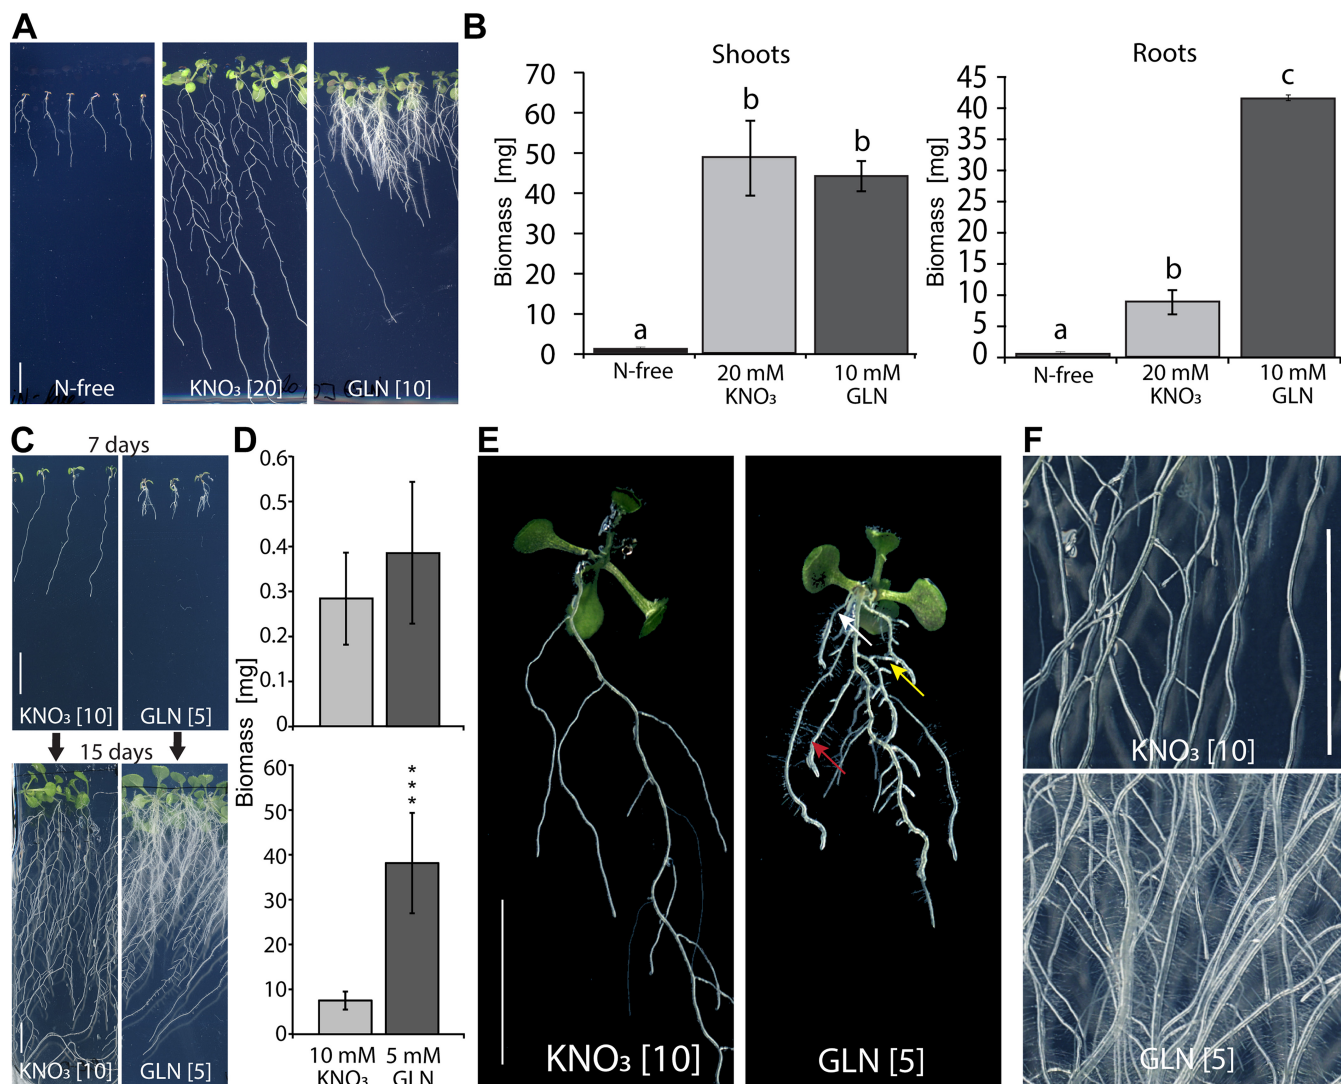 A
N-free
KNO₃ [20]
GLN [10]
B
Shoots
Biomass [mg]
70
60
50
40
30
20
10
0
a
b
b
N-free
20 mM
KNO₃
10 mM
GLN
Roots
Biomass [mg]
45
40
35
30
25
20
15
10
5
0
a
b
c
N-free
20 mM
KNO₃
10 mM
GLN
C
7 days
KNO₃ [10]
GLN [5]
15 days
KNO₃ [10]
GLN [5]
D
Biomass [mg]
0.6
0.5
0.4
0.3
0.2
0.1
0
60
50
40
30
20
10
0
***
10 mM
KNO₃
5 mM
GLN
E
KNO₃ [10]
GLN [5]
F
KNO₃ [10]
GLN [5]